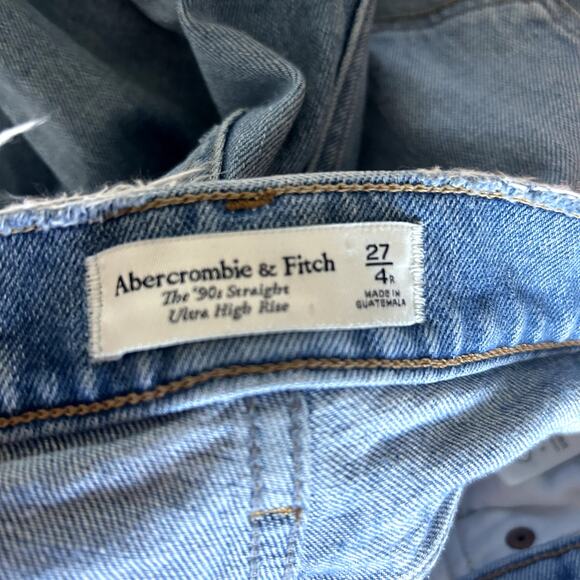 Abercrombie & Fitch
The '90s Straight
Ultra High Rise
27
4R
MADE IN
GUATEMALA